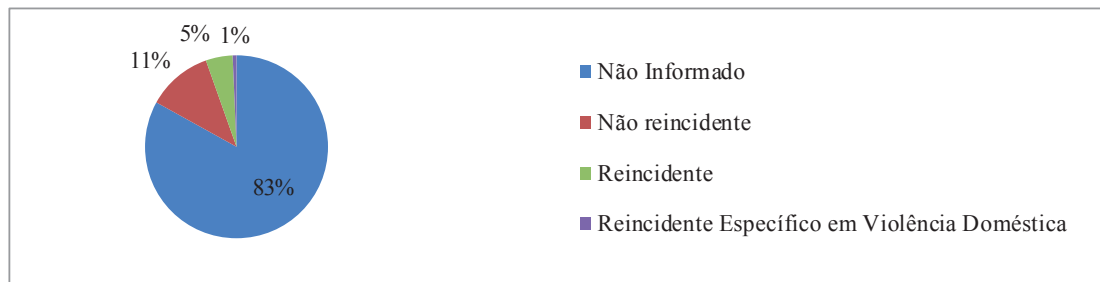 5% 1%
11%
83%
Não Informado
Não reincidente
Reincidente
Reincidente Específico em Violência Doméstica